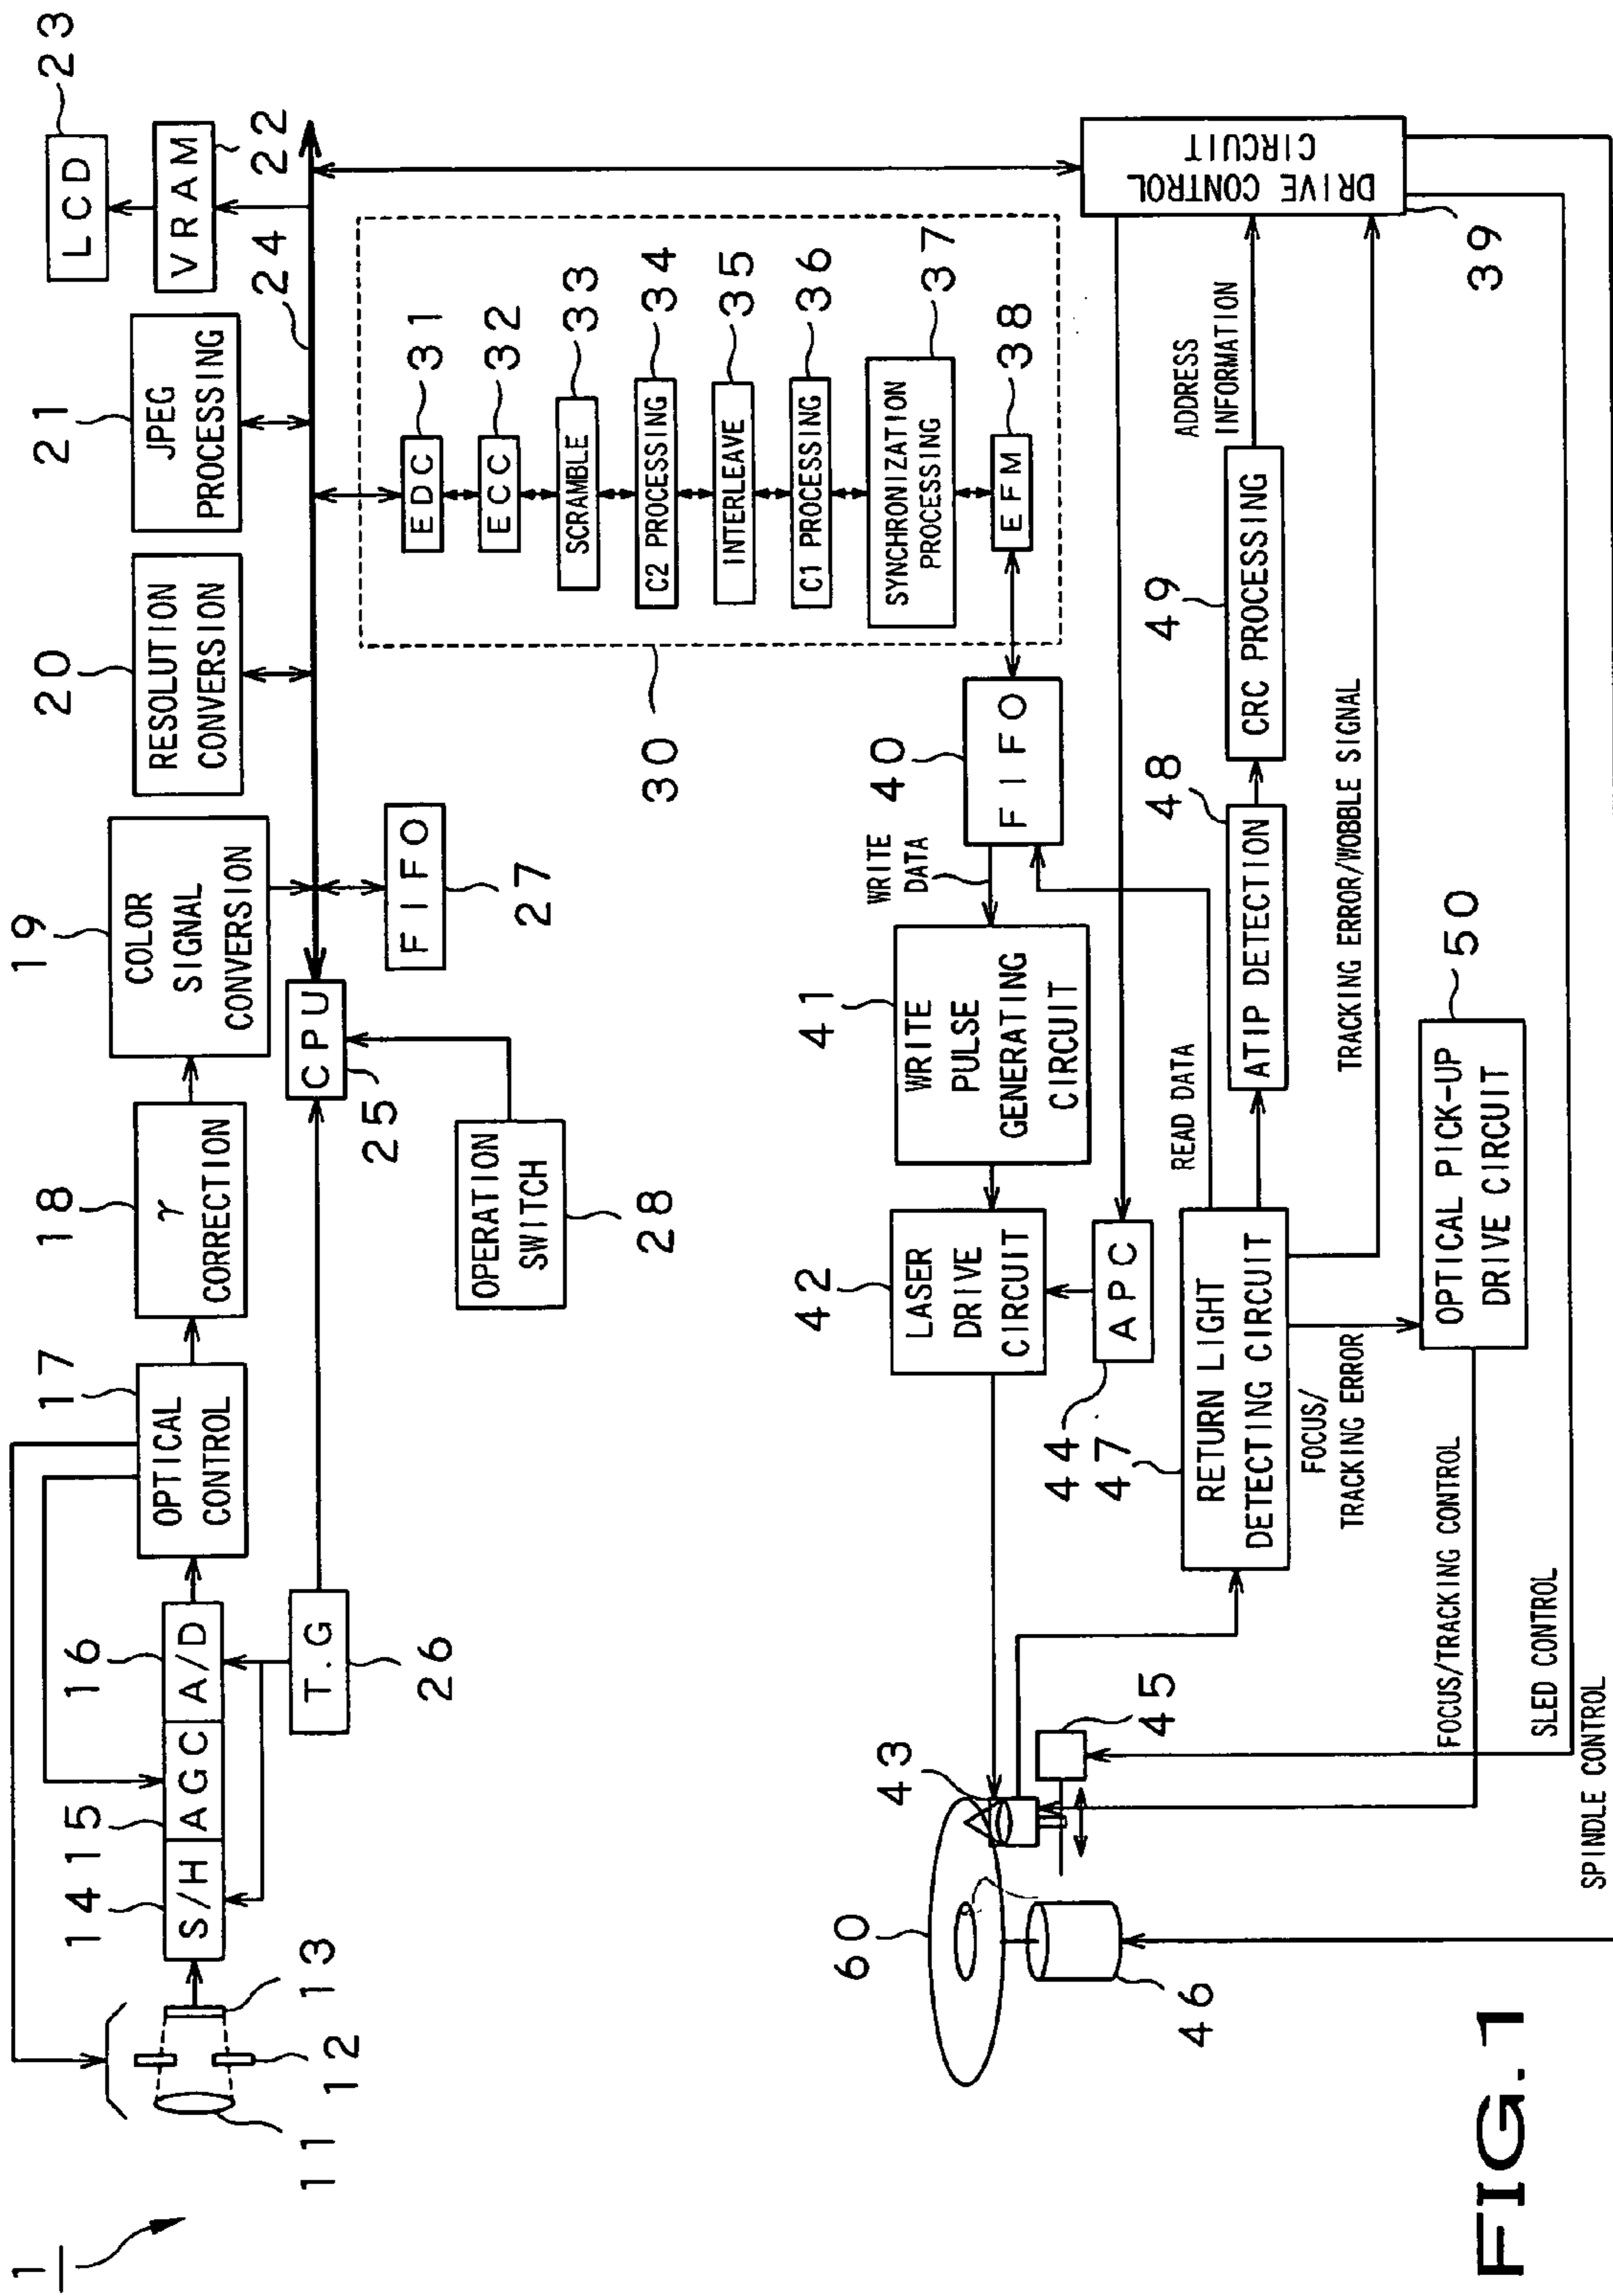 1
11
12
13
14
15
16
17
18
19
20
21
23
S/H
AGC
A/D
OPTICAL
CONTROL
γ
CORRECTION
COLOR
SIGNAL
CONVERSION
RESOLUTION
CONVERSION
JPEG
PROCESSING
LCD
VRAM
22
24
T.G
26
CPU
25
FIFO
27
OPERATION
SWITCH
28
30
EDC
31
ECC
32
SCRAMBLE
33
C2 PROCESSING
34
INTERLEAVE
35
C1 PROCESSING
36
SYNCHRONIZATION
PROCESSING
37
EFM
38
60
43
42
41
40
LASER
DRIVE
CIRCUIT
WRITE
PULSE
GENERATING
CIRCUIT
WRITE
DATA
FIFO
46
45
44
APC
47
RETURN LIGHT
DETECTING CIRCUIT
READ DATA
48
ATIP DETECTION
49
CRC PROCESSING
ADDRESS
INFORMATION
DRIVE CONTROL
CIRCUIT
39
FOCUS/
TRACKING ERROR
TRACKING ERROR/WOBBLE SIGNAL
50
OPTICAL PICK-UP
DRIVE CIRCUIT
FOCUS/TRACKING CONTROL
SLED CONTROL
SPINDLE CONTROL
FIG.1